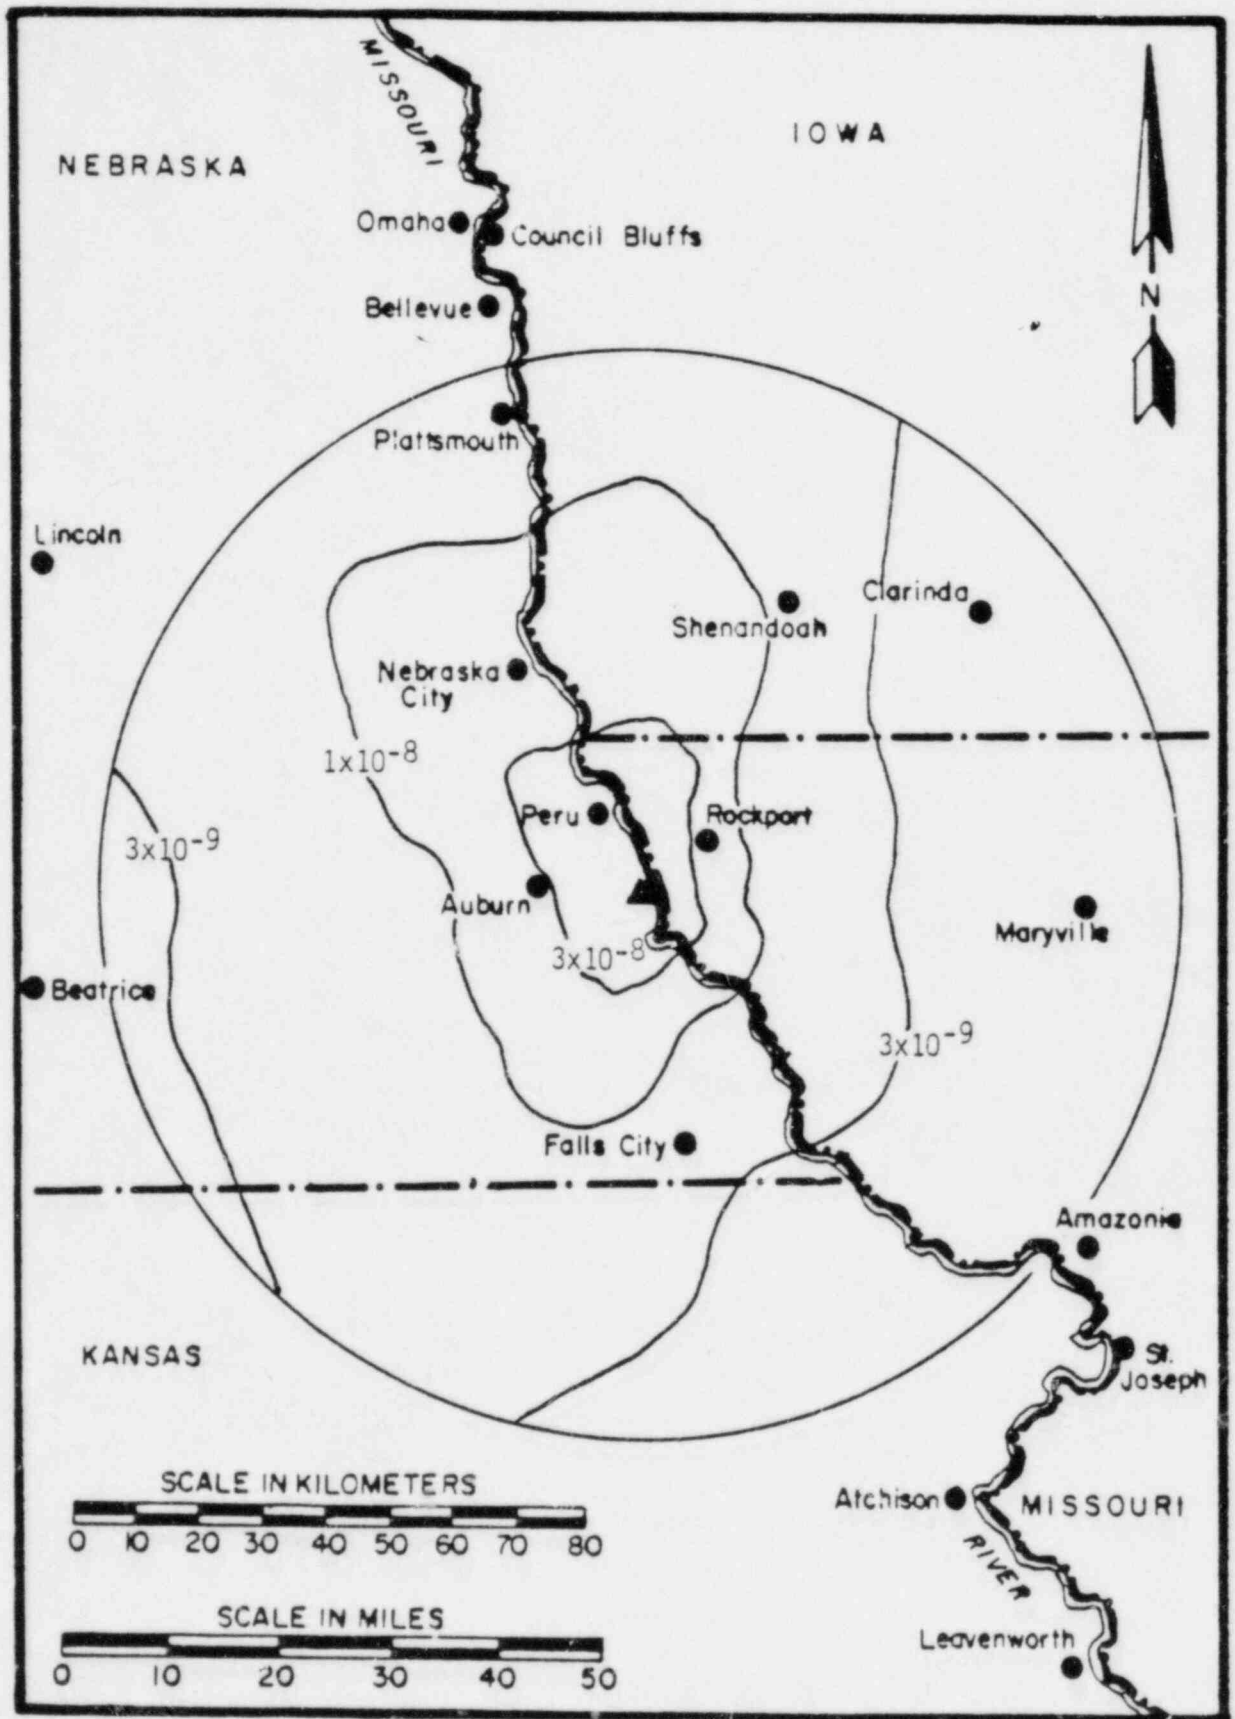 MISSOURI
IOWA
NEBRASKA
Omaha
Council Bluffs
N
Bellevue
Plattsmouth
Lincoln
Clarinda
Shenandoah
Nebraska
City
1x10⁻⁸
Peru
Rockport
3x10⁻⁹
Auburn
Maryville
3x10⁻⁸
Beatrice
3x10⁻⁹
Falls City
Amazonia
KANSAS
St.
Joseph
SCALE IN KILOMETERS
0 10 20 30 40 50 60 70 80
Atchison
MISSOURI
RIVER
SCALE IN MILES
0 10 20 30 40 50
Leavenworth